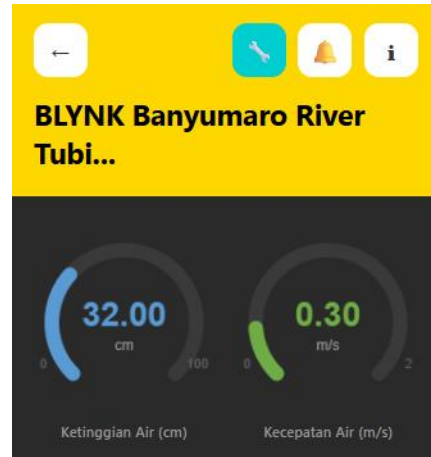 ←
i
BLYNK Banyumaro River
Tubi...
32.00
cm
0
100
0.30
m/s
0
2
Ketinggian Air (cm)
Kecepatan Air (m/s)